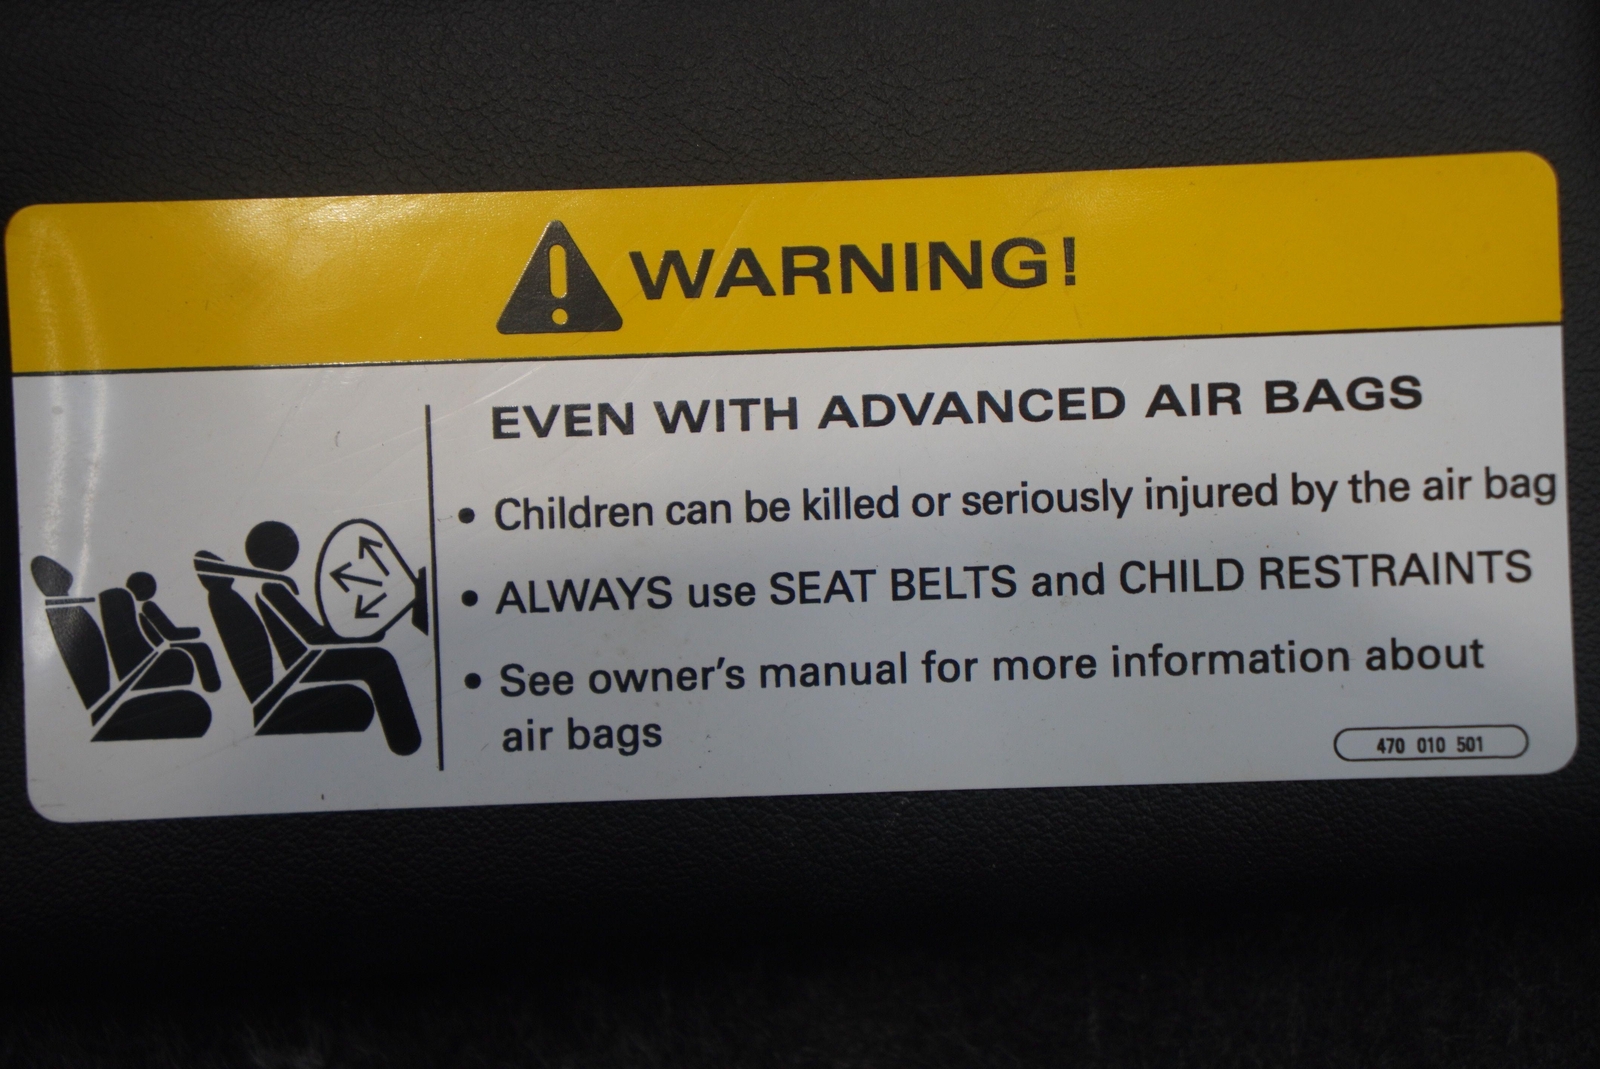 WARNING!
EVEN WITH ADVANCED AIR BAGS
• Children can be killed or seriously injured by the air bag
• ALWAYS use SEAT BELTS and CHILD RESTRAINTS
• See owner's manual for more information about
air bags
470 010 501